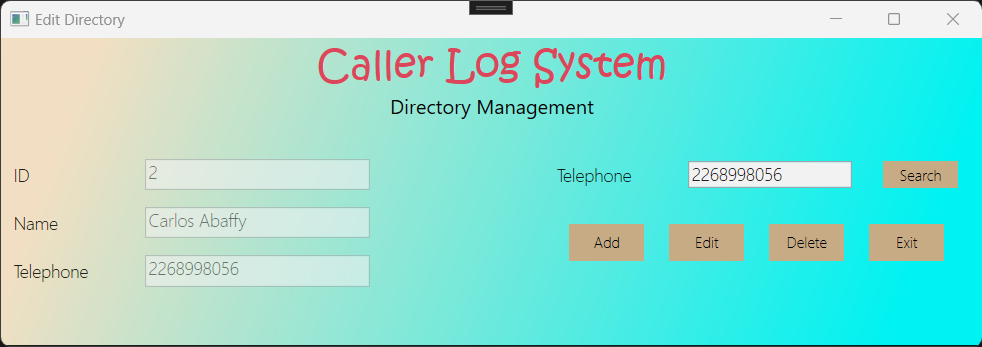 Edit Directory
Caller Log System
Directory Management
ID 2
Telephone 2268998056 Search
Name Carlos Abaffy
Add Edit Delete Exit
Telephone 2268998056